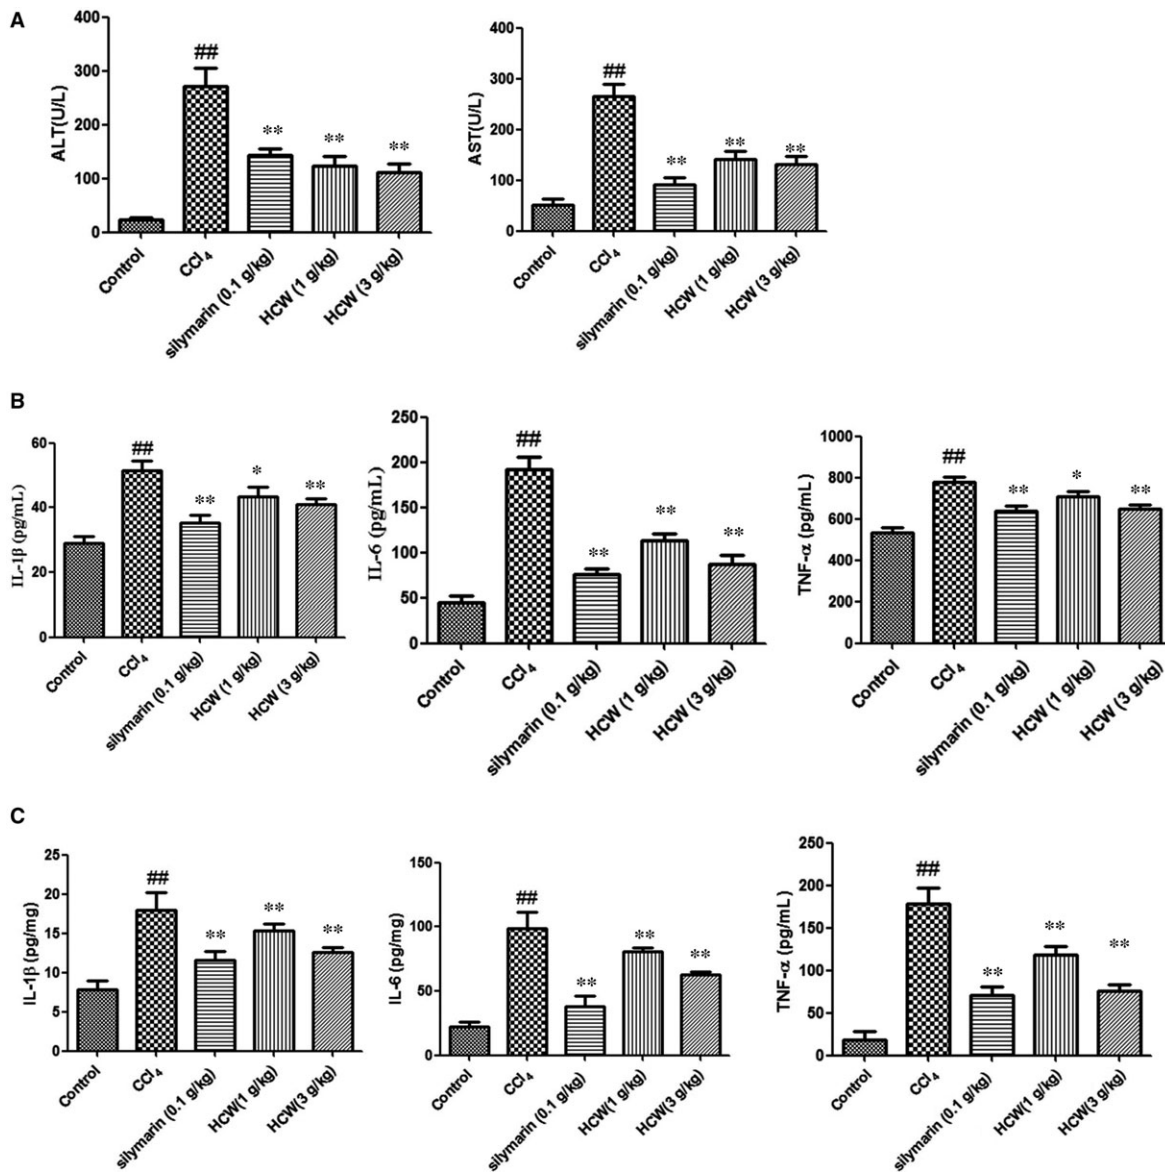 A
400
300
200
100
0
ALT(U/L)
##
**
**
**
Control
CCl4
silymarin (0.1 g/kg)
HCW (1 g/kg)
HCW (3 g/kg)
400
300
200
100
0
AST(U/L)
##
**
**
**
Control
CCl4
silymarin (0.1 g/kg)
HCW (1 g/kg)
HCW (3 g/kg)
B
60
40
20
0
IL-1β (pg/mL)
##
**
*
**
Control
CCl4
silymarin (0.1 g/kg)
HCW (1 g/kg)
HCW (3 g/kg)
250
200
150
100
50
0
IL-6 (pg/mL)
##
**
**
**
Control
CCl4
silymarin (0.1 g/kg)
HCW (1 g/kg)
HCW (3 g/kg)
1000
800
600
400
200
0
TNF-α (pg/mL)
##
**
*
**
Control
CCl4
silymarin (0.1 g/kg)
HCW (1 g/kg)
HCW (3 g/kg)
C
25
20
15
10
5
0
IL-1β (pg/mg)
##
**
**
**
Control
CCl4
silymarin (0.1 g/kg)
HCW(1 g/kg)
HCW(3 g/kg)
150
100
50
0
IL-6 (pg/mg)
##
**
**
**
Control
CCl4
silymarin (0.1 g/kg)
HCW(1 g/kg)
HCW(3 g/kg)
250
200
150
100
50
0
TNF-α (pg/mL)
##
**
**
**
Control
CCl4
silymarin (0.1 g/kg)
HCW(1 g/kg)
HCW(3 g/kg)